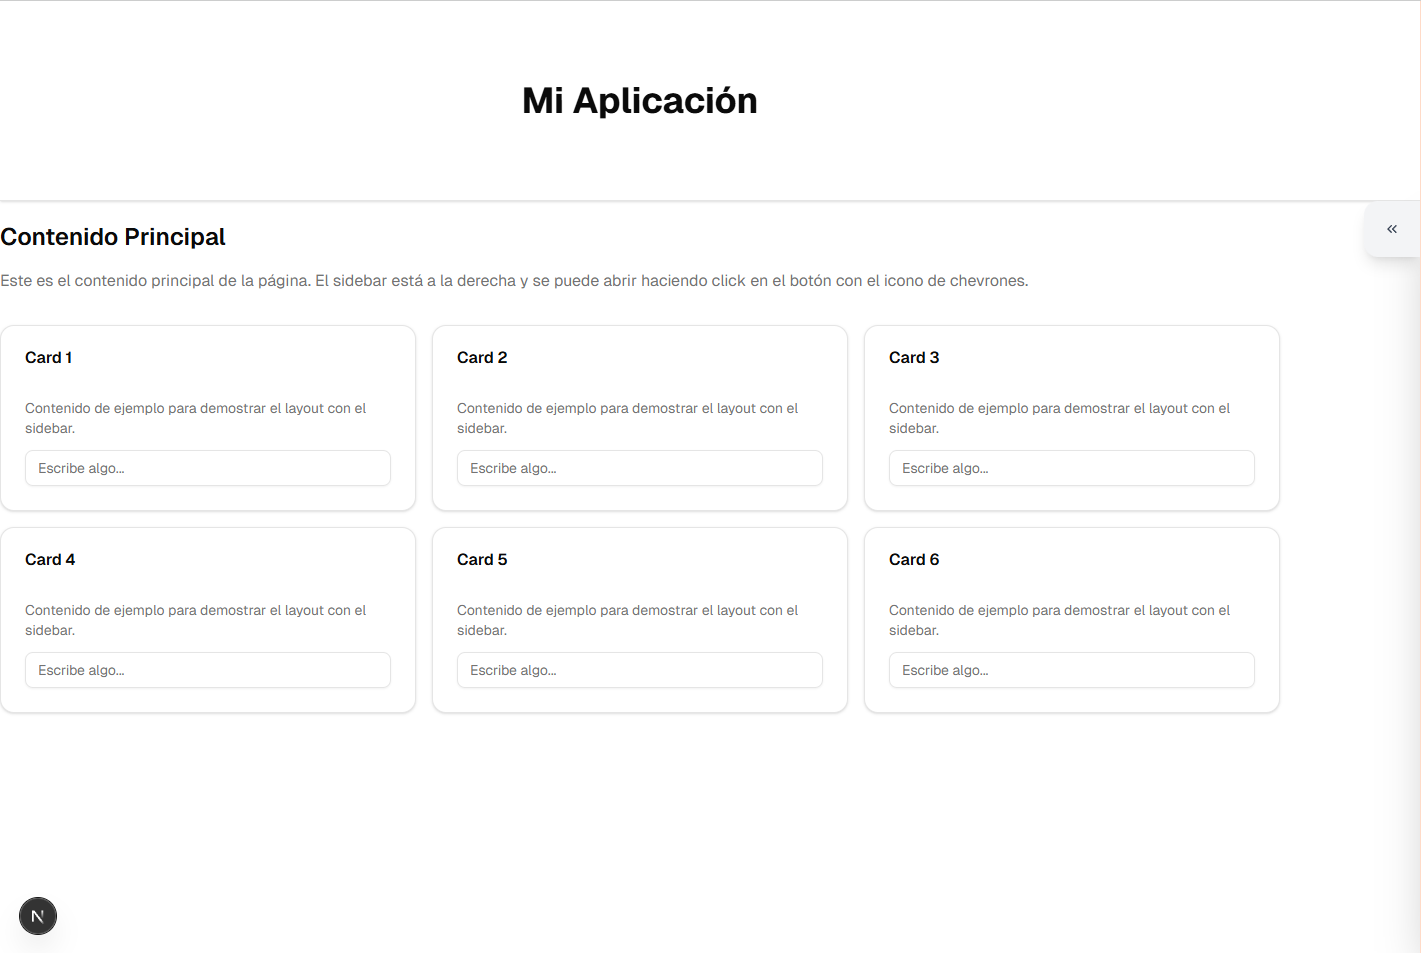 Mi Aplicación
«
Contenido Principal
Este es el contenido principal de la página. El sidebar está a la derecha y se puede abrir haciendo click en el botón con el icono de chevrones.
Card 1
Contenido de ejemplo para demostrar el layout con el
sidebar.
Escribe algo...
Card 2
Contenido de ejemplo para demostrar el layout con el
sidebar.
Escribe algo...
Card 3
Contenido de ejemplo para demostrar el layout con el
sidebar.
Escribe algo...
Card 4
Contenido de ejemplo para demostrar el layout con el
sidebar.
Escribe algo...
Card 5
Contenido de ejemplo para demostrar el layout con el
sidebar.
Escribe algo...
Card 6
Contenido de ejemplo para demostrar el layout con el
sidebar.
Escribe algo...
N